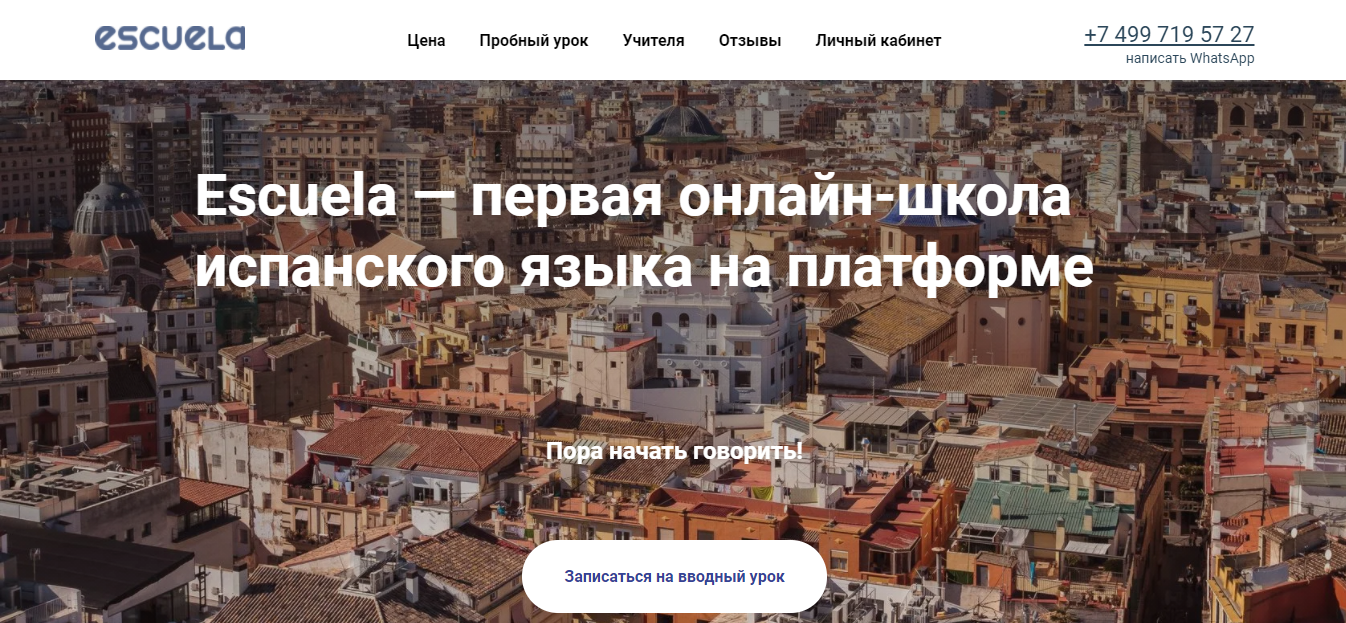 escuela
Цена Пробный урок Учителя Отзывы Личный кабинет
+7 499 719 57 27
написать WhatsApp
Escuela — первая онлайн-школа
испанского языка на платформе
Пора начать говорить!
Записаться на вводный урок